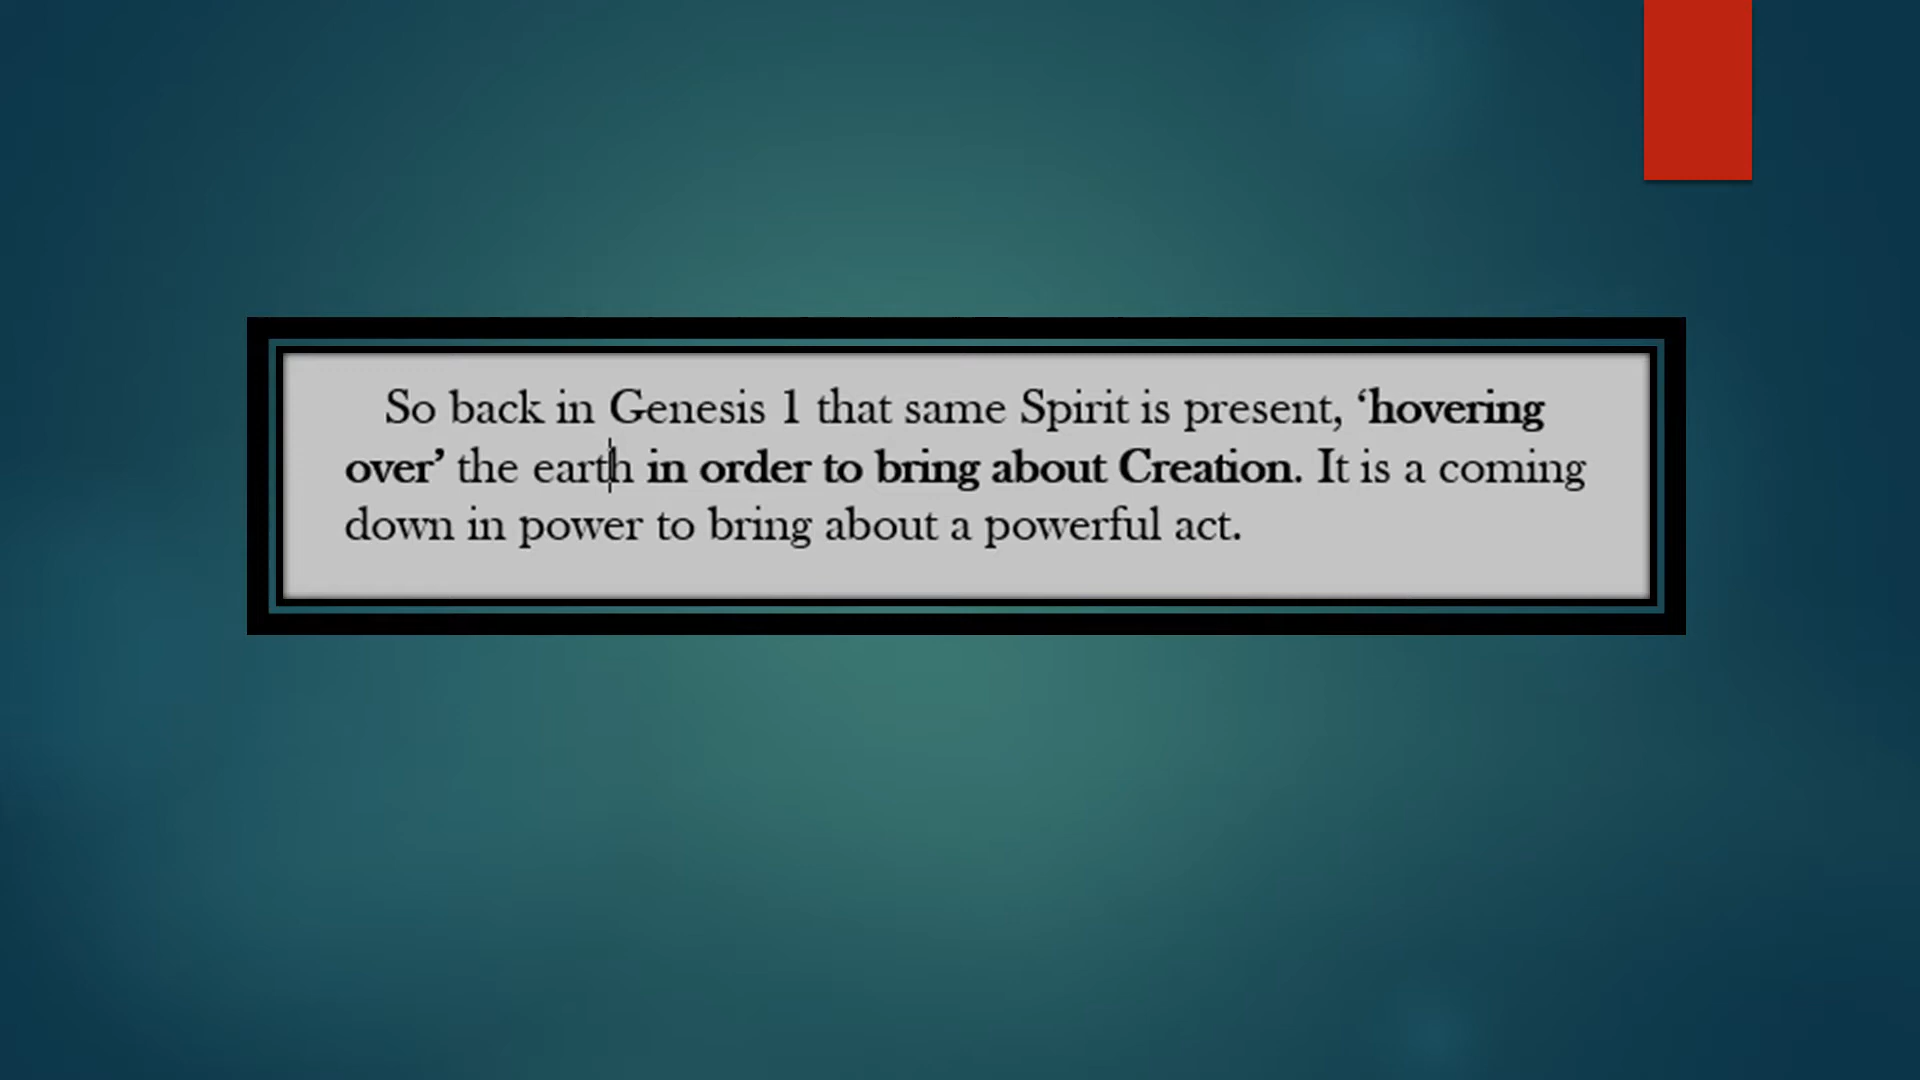 So back in Genesis 1 that same Spirit is present, ‘hovering
over’ the earth in order to bring about Creation. It is a coming
down in power to bring about a powerful act.